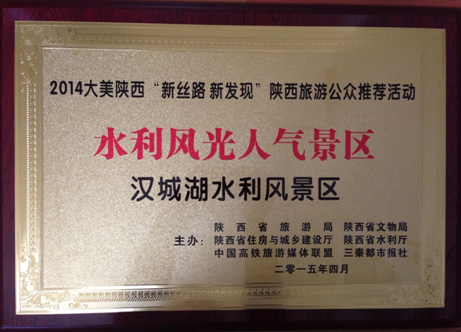 2014大美陕西“新丝路 新发现”陕西旅游公众推荐活动
水利风光人气景区
汉城湖水利风景区
陕西省旅游局 陕西省文物局
主办：陕西省住房与城乡建设厅 陕西省水利厅
中国高铁旅游媒体联盟 三秦都市报社
二零一五年四月